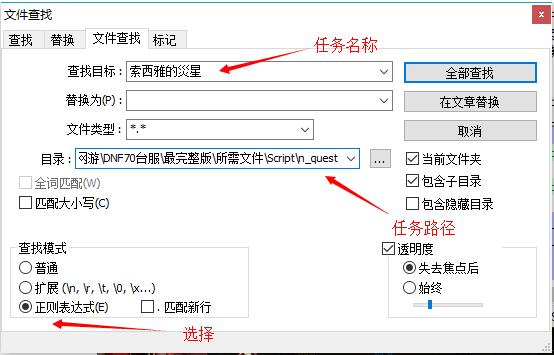 文件查找
查找 替换 文件查找 标记
任务名称
查找目标： 索西雅的災星 全部查找
替换为(P)： 在文章替换
文件类型： *.* 取消
目录： 网游\DNF70台服\最完整版\所需文件\Script\n_quest ... 当前文件夹
全词匹配(W) 包含子目录
匹配大小写(C) 包含隐藏目录
任务路径
查找模式 透明度
普通 失去焦点后
扩展 (\n, \r, \t, \0, \x...) 始终
正则表达式(E) . 匹配新行
选择